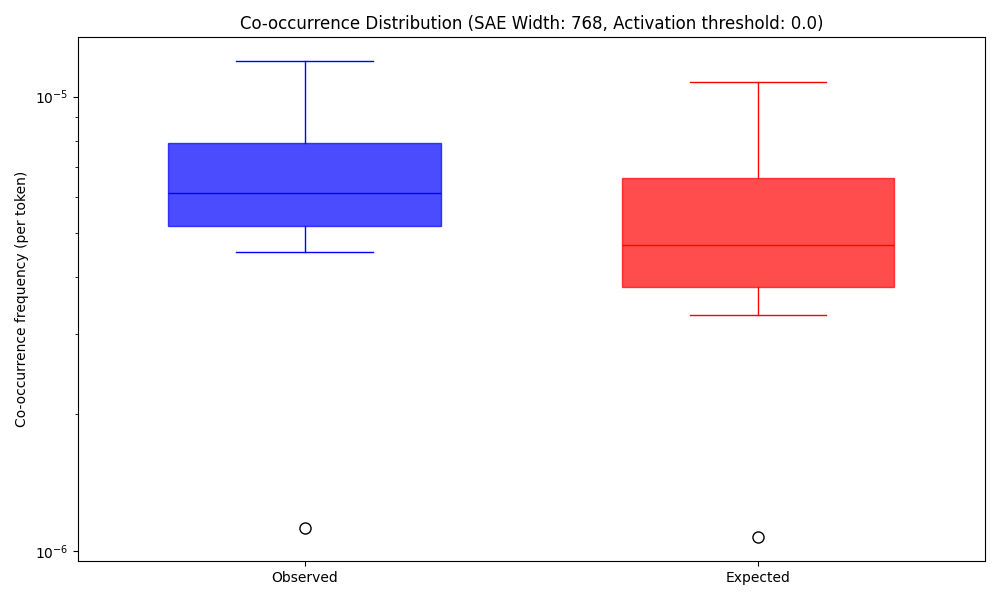 Co-occurrence Distribution (SAE Width: 768, Activation threshold: 0.0)
Co-occurrence frequency (per token)
10⁻⁵
10⁻⁶
Observed
Expected